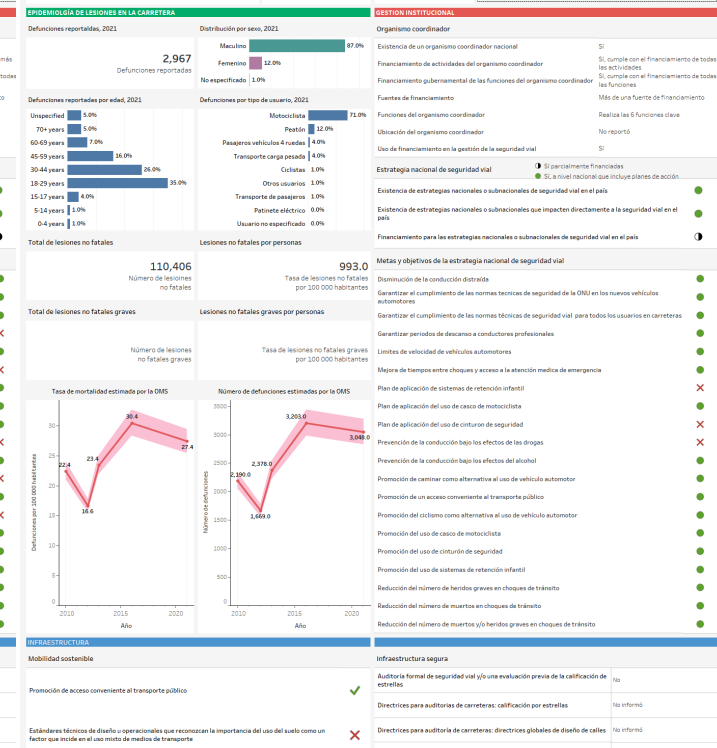 EPIDEMIOLGÍA DE LESIONES EN LA CARRETERA
Defunciones reportaldas, 2021
2,967
Defunciones reportadas
Distribución por sexo, 2021
Maculino 87.0%
Femenino 12.0%
No especificado 1.0%
Defunciones reportadas por edad, 2021
Unspecified 5.0%
70+ years 5.0%
60-69 years 7.0%
45-59 years 16.0%
30-44 years 26.0%
18-29 years 35.0%
15-17 years 4.0%
5-14 years 1.0%
0-4 years 1.0%
Defunciones por tipo de usuario, 2021
Motociclista 71.0%
Peatón 12.0%
Pasajeros vehículos 4 ruedas 4.0%
Transporte carga pesada 4.0%
Ciclistas 1.0%
Otros usuarios 1.0%
Transporte de pasajeros 1.0%
Patinete eléctrico 0.0%
Usuario no especificado 0.0%
Total de lesiones no fatales
110,406
Número de lesiones
no fatales
Lesiones no fatales por personas
993.0
Tasa de lesiones no fatales
por 100 000 habitantes
Total de lesiones no fatales graves
Número de lesiones
no fatales graves
Lesiones no fatales graves por personas
Tasa de lesiones no fatales graves
por 100 000 habitantes
Tasa de mortalidad estimada por la OMS
Defunciones por 100 000 habitantes
30
25
20
15
10
5
0
22.4
16.6
23.4
30.4
27.4
2010
2015
2020
Año
Número de defunciones estimadas por la OMS
Número de defunciones
3500
3000
2500
2000
1500
1000
500
0
2,190.0
1,669.0
2,378.0
3,203.0
3,048.0
2010
2015
2020
Año
GESTION INSTITUCIONAL
Organismo coordinador
Existencia de un organismo coordinador nacional Sí
Financiamiento de actividades del organismo coordinador Sí, cumple con el financiamiento de todas
las actividades
Financiamiento gubernamental de las funciones del organismo coordinador Sí, cumple con el financiamiento de todas
las funciones
Fuentes de financiamiento Más de una fuente de financiamiento
Funciones del organismo coordinador Realiza las 6 funciones clave
Ubicación del organismo coordinador No reportó
Uso de financiamiento en la gestión de la seguridad vial Sí
Estrategia nacional de seguridad vial
Sí parcialmente financiadas
Sí, a nivel nacional que incluye planes de acción
Existencia de estrategias nacionales o subnacionales de seguridad vial en el país
Existencia de estrategias nacionales o subnacionales que impacten directamente a la seguridad vial en el
país
Financiamiento para las estrategias nacionales o subnacionales de seguridad vial en el país
Metas y objetivos de la estrategia nacional de seguridad vial
Disminución de la conducción distraída
Garantizar el cumplimiento de las normas tecnicas de seguridad de la ONU en los nuevos vehículos
automotores
Garantizar el cumplimiento de las normas técnicas de seguridad vial para todos los usuarios en carreteras
Garantizar periodos de descanso a conductores profesionales
Limites de velocidad de vehículos automotores
Mejora de tiempos entre choques y acceso a la atención medica de emergencia
Plan de aplicación de sistemas de retención infantil
Plan de aplicación del uso de casco de motociclista
Plan de aplicación del uso de cinturon de seguridad
Prevención de la conducción bajo los efectos de las drogas
Prevención de la conducción bajo los efectos del alcohol
Promoción de caminar como alternativa al uso de vehículo automotor
Promoción de un acceso conveniente al transporte público
Promoción del ciclismo como alternativa al uso de vehículo automotor
Promoción del uso de casco de motociclista
Promoción del uso de cinturón de seguridad
Promoción del uso de sistemas de retención infantil
Reducción del número de heridos graves en choques de tránsito
Reducción del número de muertos en choques de tránsito
Reducción del número de muertos y/o heridos graves en choques de tránsito
INFRAESTRUCTURA
Mobilidad sostenible
Promoción de acceso conveniente al transporte público
Estándares técnicos de diseño u operacionales que reconozcan la importancia del uso del suelo como un
factor que incide en el uso mixto de medios de transporte
Infraestructura segura
Auditoría formal de seguridad vial y/o una evaluación previa de la calificación de
estrellas No
Directrices para auditorias de carreteras: calificación por estrellas No informó
Directrices para auditoría de carreteras: directrices globales de diseño de calles No informó